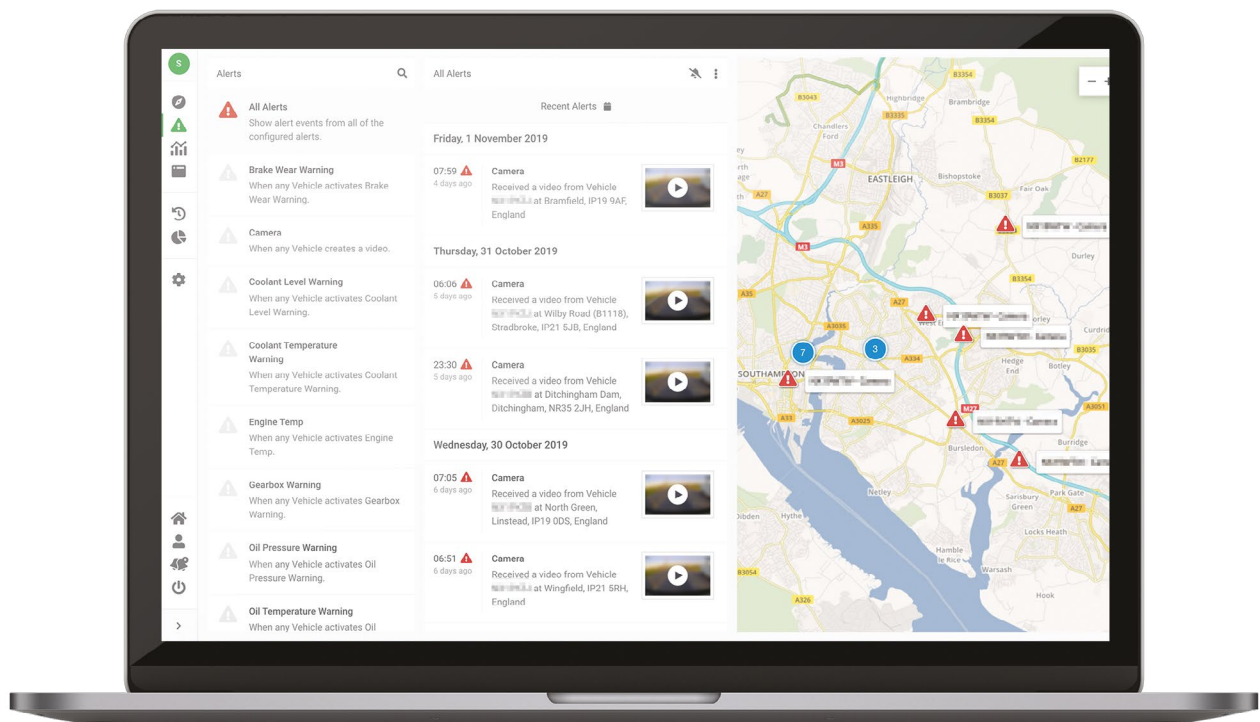 S
Alerts
All Alerts
Show alert events from all of the
configured alerts.
Brake Wear Warning
When any Vehicle activates Brake
Wear Warning.
Camera
When any Vehicle creates a video.
Coolant Level Warning
When any Vehicle activates Coolant
Level Warning.
Coolant Temperature
Warning
When any Vehicle activates Coolant
Temperature Warning.
Engine Temp
When any Vehicle activates Engine
Temp.
Gearbox Warning
When any Vehicle activates Gearbox
Warning.
Oil Pressure Warning
When any Vehicle activates Oil
Pressure Warning.
Oil Temperature Warning
When any Vehicle activates Oil
All Alerts
Recent Alerts
Friday, 1 November 2019
07:59
4 days ago
Camera
Received a video from Vehicle
at Bramfield, IP19 9AF,
England
Thursday, 31 October 2019
06:06
5 days ago
Camera
Received a video from Vehicle
at Wilby Road (B1118),
Stradbroke, IP21 5JB, England
23:30
5 days ago
Camera
Received a video from Vehicle
at Ditchingham Dam,
Ditchingham, NR35 2JH, England
Wednesday, 30 October 2019
07:05
6 days ago
Camera
Received a video from Vehicle
at North Green,
Linstead, IP19 0DS, England
06:51
6 days ago
Camera
Received a video from Vehicle
at Wingfield, IP21 5RH,
England
B3354
B3043
Highbridge
Brambridge
B3335
B3354
Chandlers
Ford
M3
B2177
EASTLEIGH
Bishopstoke
A27
B3037
Fair Oak
A335
M3
Durley
B3354
A35
A27
A3035
7
3
A334
B3035
Hedge
End
Botley
SOUTHAMPTON
M27
A3051
A33
A3025
Bursledon
Burridge
A27
Netley
Sarisbury
Green
Park Gate
A27
Hythe
Locks Heath
Hamble
le Rice
Warsash
B3054
A326
Hook